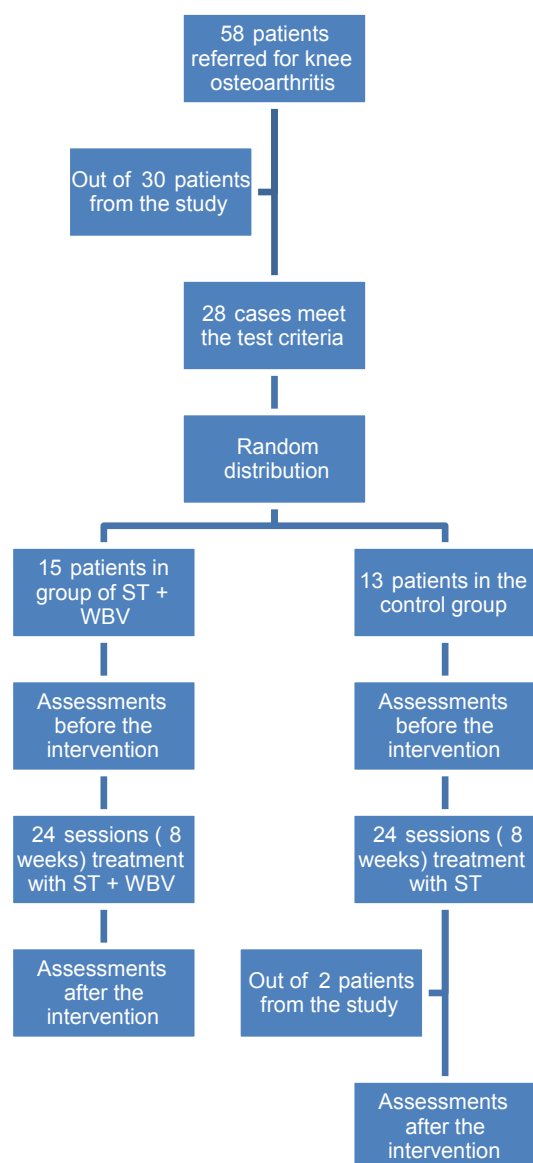 58 patients
referred for knee
osteoarthritis
Out of 30 patients
from the study
28 cases meet
the test criteria
Random
distribution
15 patients in
group of ST +
WBV
13 patients in the
control group
Assessments
before the
intervention
Assessments
before the
intervention
24 sessions ( 8
weeks) treatment
with ST + WBV
24 sessions ( 8
weeks) treatment
with ST
Assessments
after the
intervention
Out of 2 patients
from the study
Assessments
after the
intervention